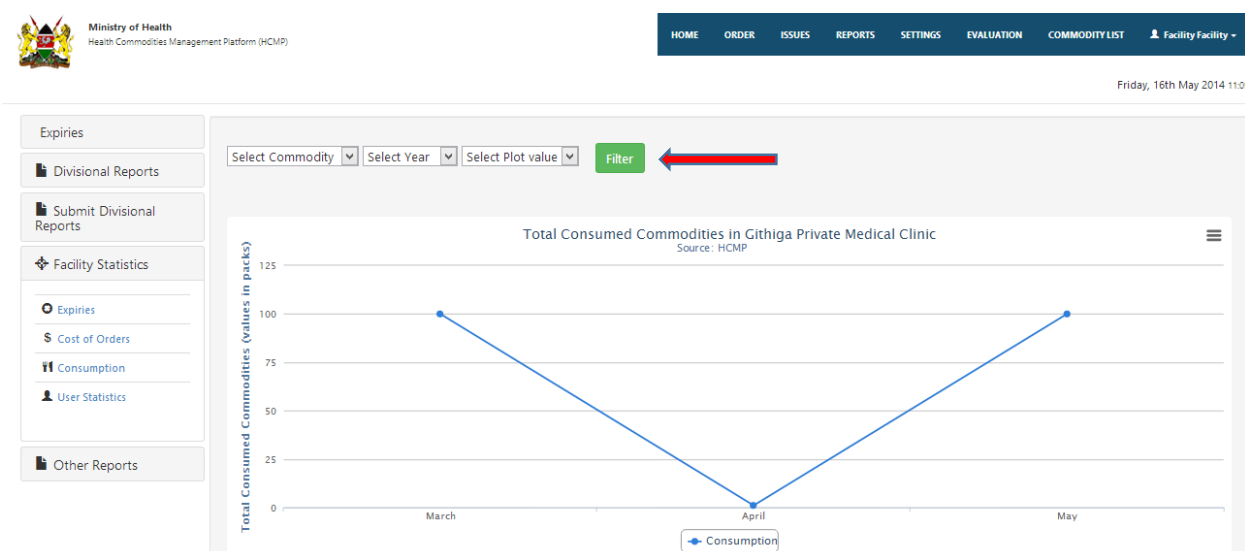 Ministry of Health
Health Commodities Management Platform (HCMP)
HOME ORDER ISSUES REPORTS SETTINGS EVALUATION COMMODITY LIST Facility Facility
Friday, 16th May 2014 11:0
Expiries
Divisional Reports
Submit Divisional
Reports
Facility Statistics
Expiries
$ Cost of Orders
Consumption
User Statistics
Other Reports
Select Commodity Select Year Select Plot value Filter
Total Consumed Commodities in Githiga Private Medical Clinic
Source: HCMP
Total Consumed Commodities (values in packs)
125
100
75
50
25
0
March April May
Consumption